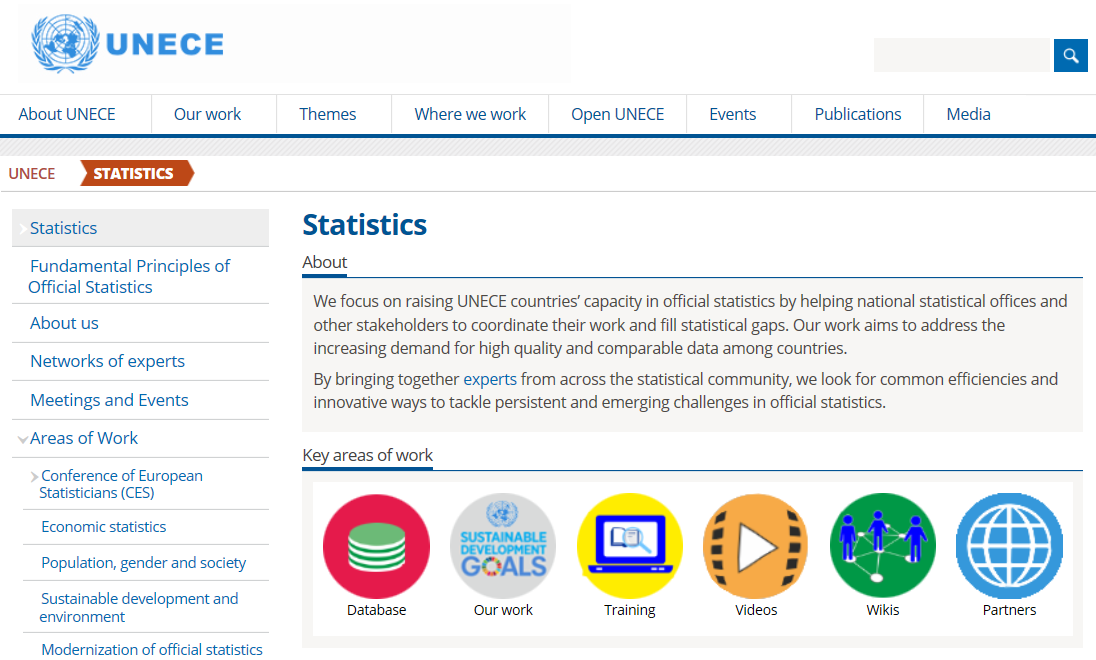 UNECE
About UNECE
Our work
Themes
Where we work
Open UNECE
Events
Publications
Media
UNECE
STATISTICS
Statistics
Fundamental Principles of
Official Statistics
About us
Networks of experts
Meetings and Events
Areas of Work
Conference of European
Statisticians (CES)
Economic statistics
Population, gender and society
Sustainable development and
environment
Modernization of official statistics
Statistics
About
We focus on raising UNECE countries’ capacity in official statistics by helping national statistical offices and
other stakeholders to coordinate their work and fill statistical gaps. Our work aims to address the
increasing demand for high quality and comparable data among countries.
By bringing together experts from across the statistical community, we look for common efficiencies and
innovative ways to tackle persistent and emerging challenges in official statistics.
Key areas of work
SUSTAINABLE
DEVELOPMENT
GOALS
Database
Our work
Training
Videos
Wikis
Partners